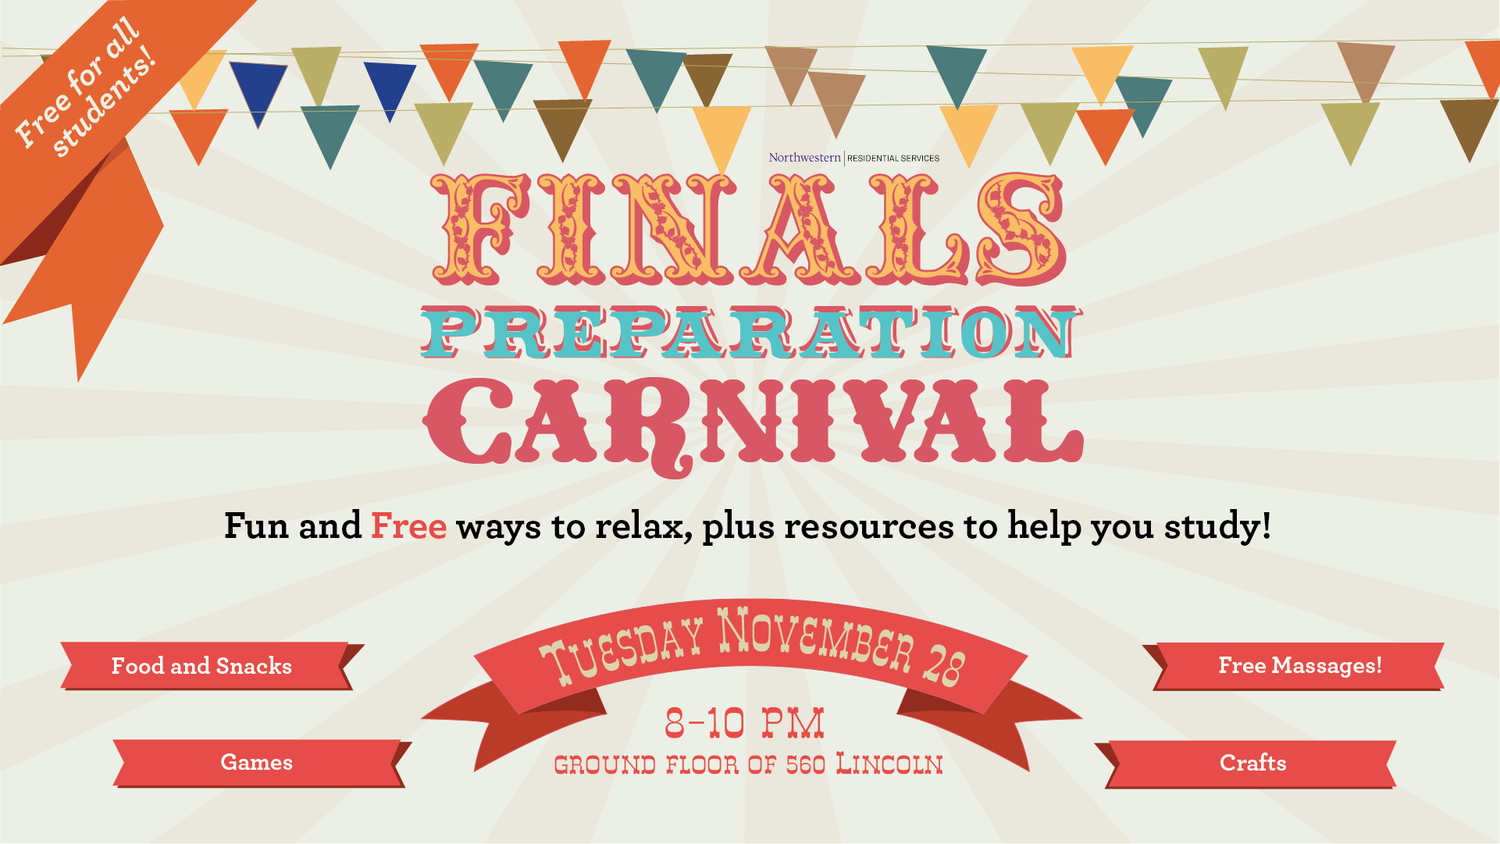 Free for all
students!
Northwestern | RESIDENTIAL SERVICES
FINALS
PREPARATION
CARNIVAL
Fun and Free ways to relax, plus resources to help you study!
Tuesday November 28
8-10 PM
GROUND FLOOR OF 560 LINCOLN
Food and Snacks
Games
Free Massages!
Crafts